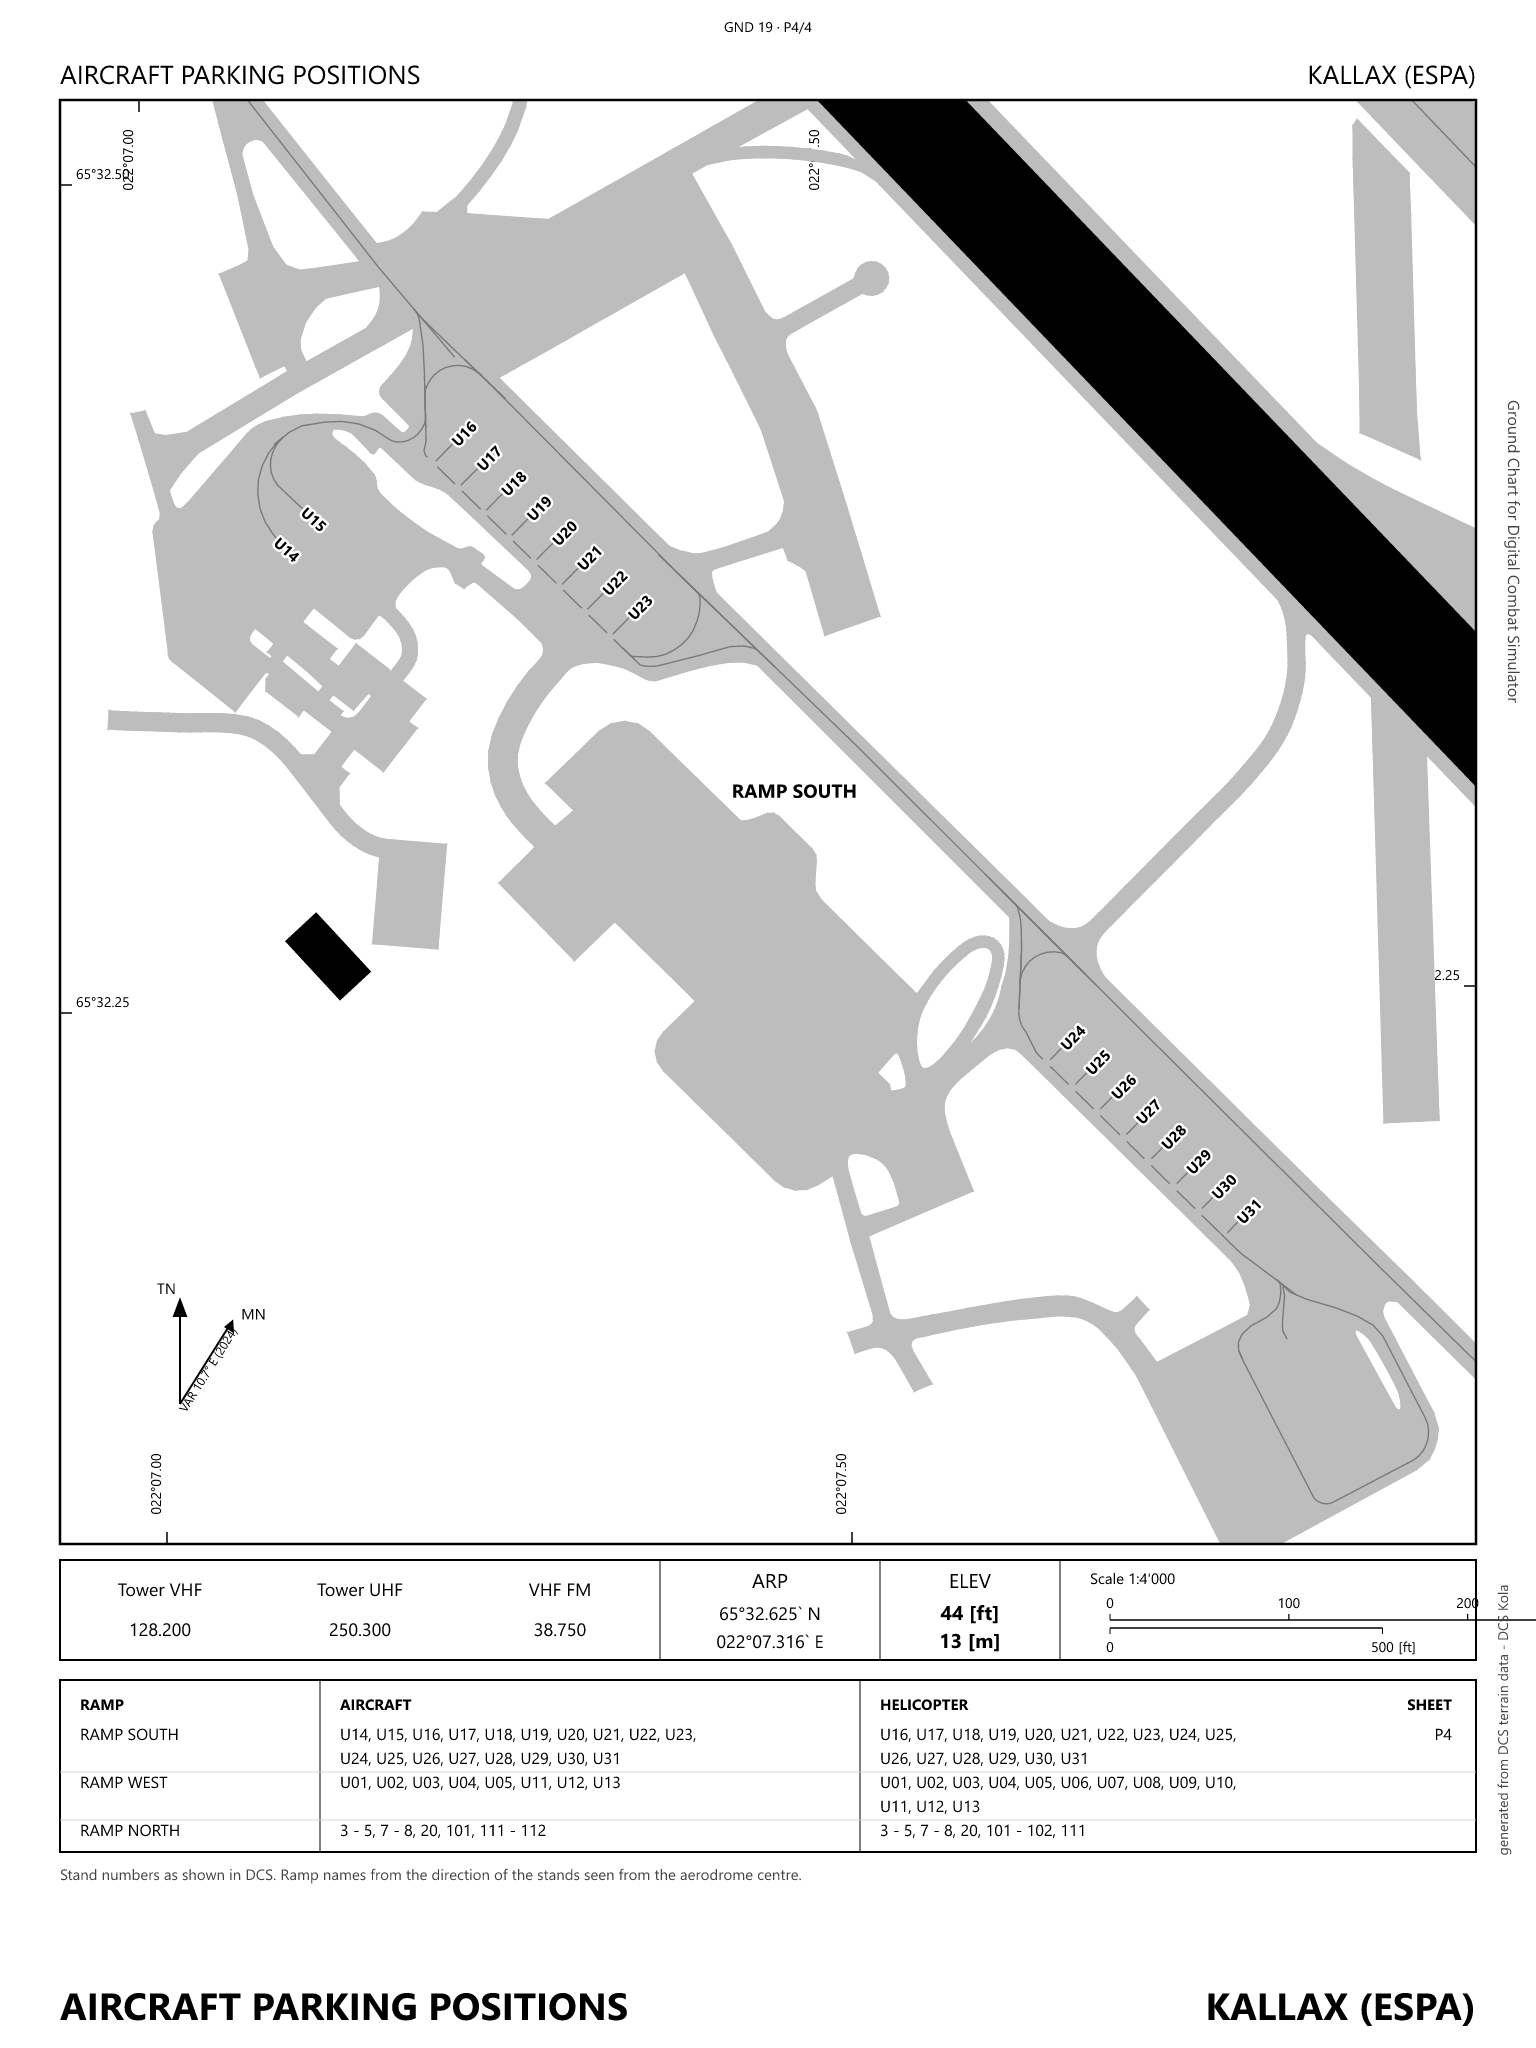 GND 19 · P4/4
AIRCRAFT PARKING POSITIONS
KALLAX (ESPA)
022°07.00
65°32.50
.50
022°
U16
U17
U18
U19
U20
U21
U22
U23
U15
U14
RAMP SOUTH
2.25
65°32.25
U24
U25
U26
U27
U28
U29
U30
U31
TN
MN
VAR 10.7° E (2024)
022°07.00
022°07.50
Ground Chart for Digital Combat Simulator
Tower VHF
128.200
Tower UHF
250.300
VHF FM
38.750
ARP
65°32.625` N
022°07.316` E
ELEV
44 [ft]
13 [m]
Scale 1:4'000
0 100 200
0 500 [ft]
generated from DCS terrain data - DCS Kola
RAMP AIRCRAFT HELICOPTER SHEET
RAMP SOUTH U14, U15, U16, U17, U18, U19, U20, U21, U22, U23, U16, U17, U18, U19, U20, U21, U22, U23, U24, U25, P4
U24, U25, U26, U27, U28, U29, U30, U31 U26, U27, U28, U29, U30, U31
RAMP WEST U01, U02, U03, U04, U05, U11, U12, U13 U01, U02, U03, U04, U05, U06, U07, U08, U09, U10,
U11, U12, U13
RAMP NORTH 3 - 5, 7 - 8, 20, 101, 111 - 112 3 - 5, 7 - 8, 20, 101 - 102, 111
Stand numbers as shown in DCS. Ramp names from the direction of the stands seen from the aerodrome centre.
AIRCRAFT PARKING POSITIONS
KALLAX (ESPA)